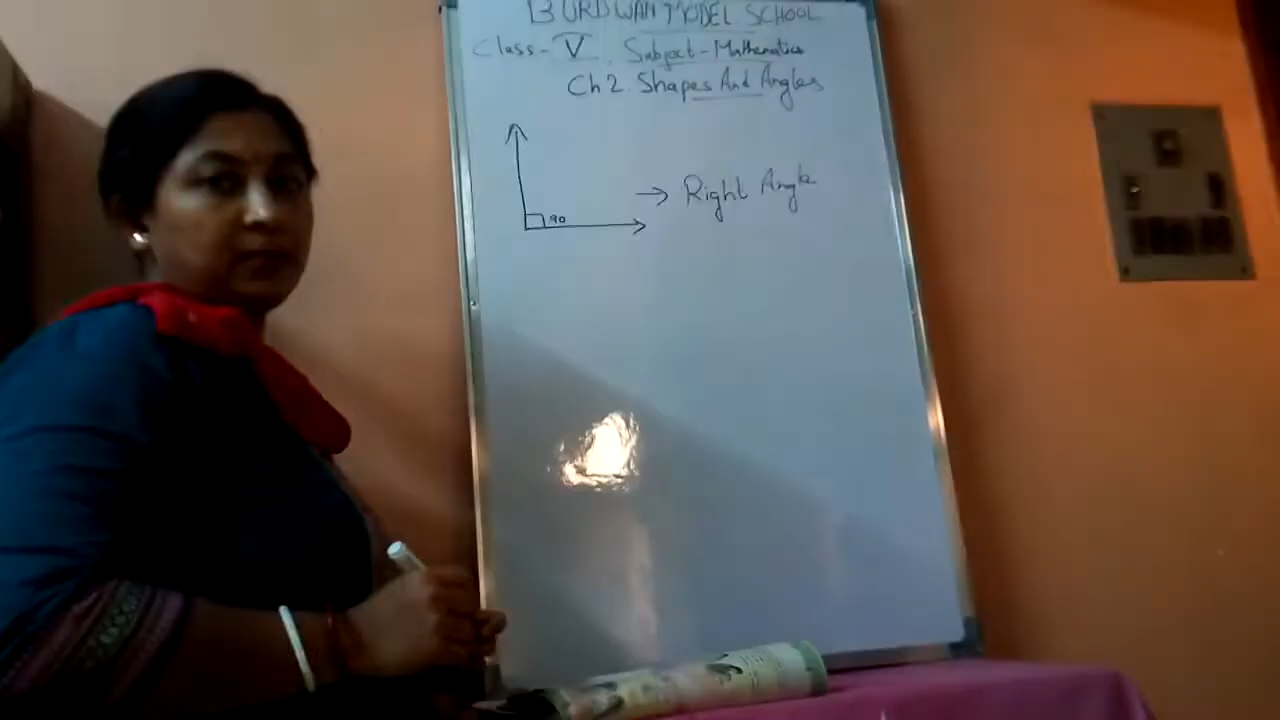 BURDWAN MODEL SCHOOL
Class- V. Subject-Mathematics
Ch 2. Shapes And Angles
90
→ Right Angle